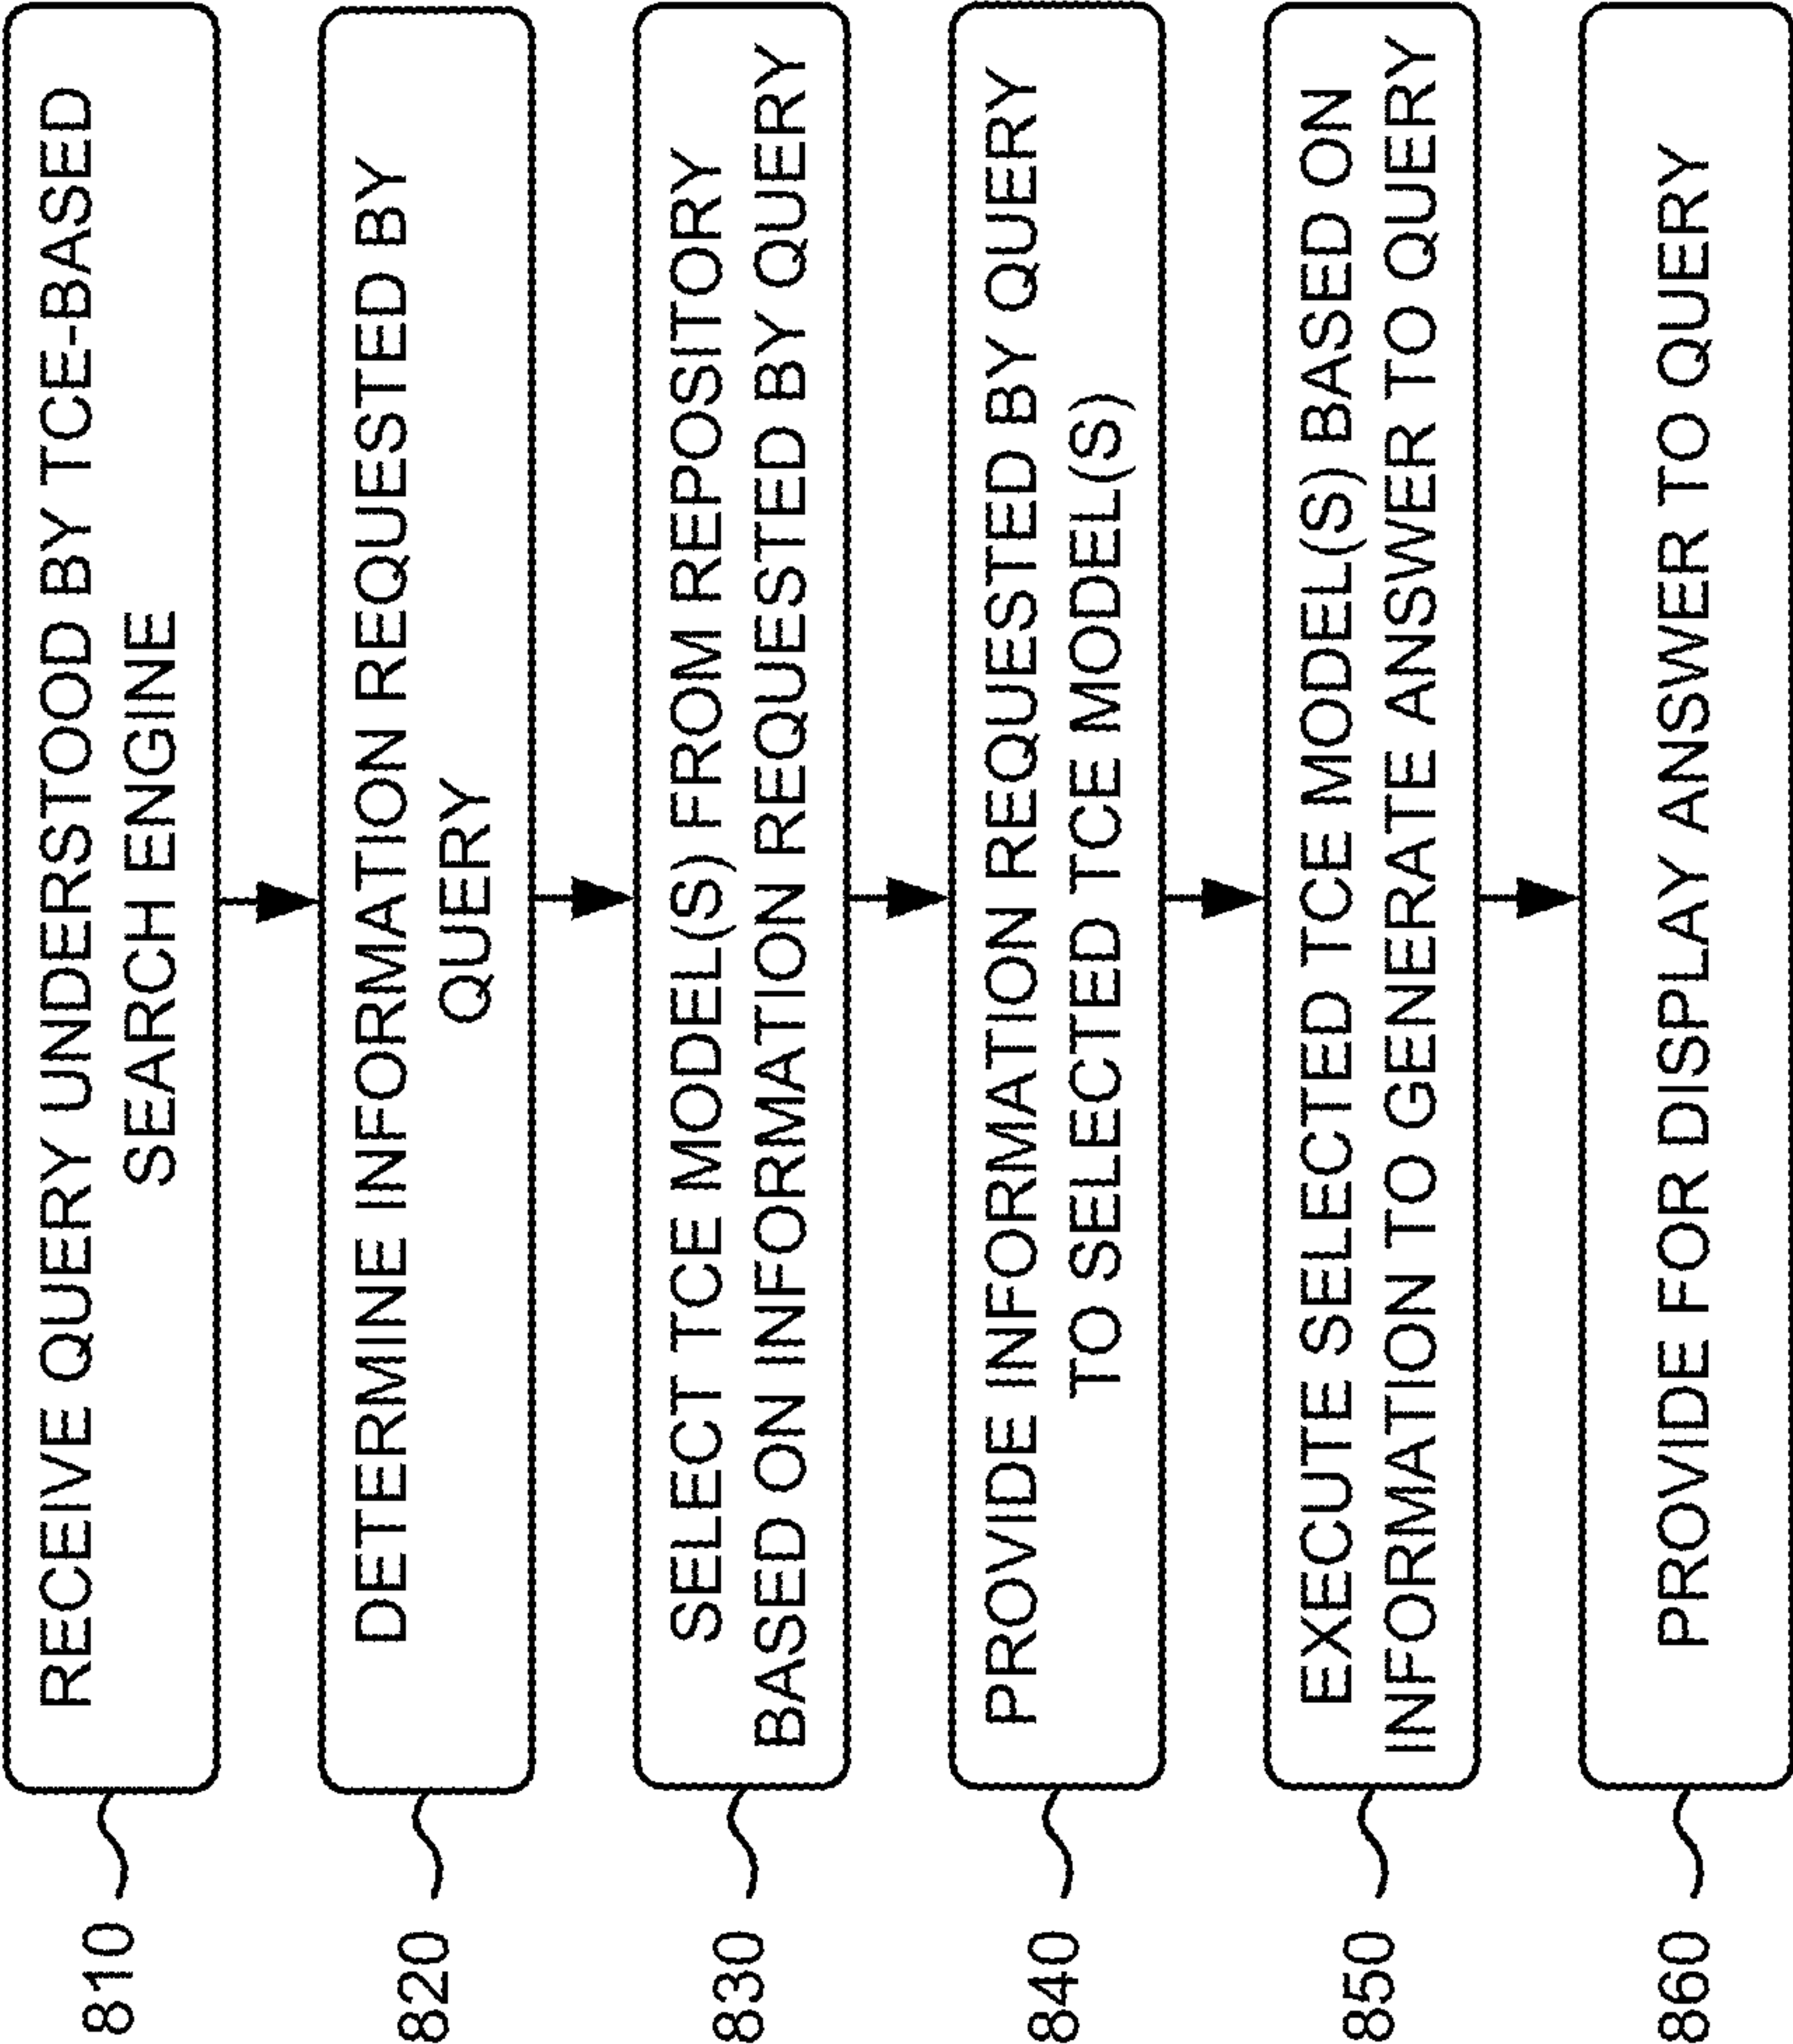 810
RECEIVE QUERY UNDERSTOOD BY TCE-BASED
SEARCH ENGINE
820
DETERMINE INFORMATION REQUESTED BY
QUERY
830
SELECT TCE MODEL(S) FROM REPOSITORY
BASED ON INFORMATION REQUESTED BY QUERY
840
PROVIDE INFORMATION REQUESTED BY QUERY
TO SELECTED TCE MODEL(S)
850
EXECUTE SELECTED TCE MODEL(S) BASED ON
INFORMATION TO GENERATE ANSWER TO QUERY
860
PROVIDE FOR DISPLAY ANSWER TO QUERY